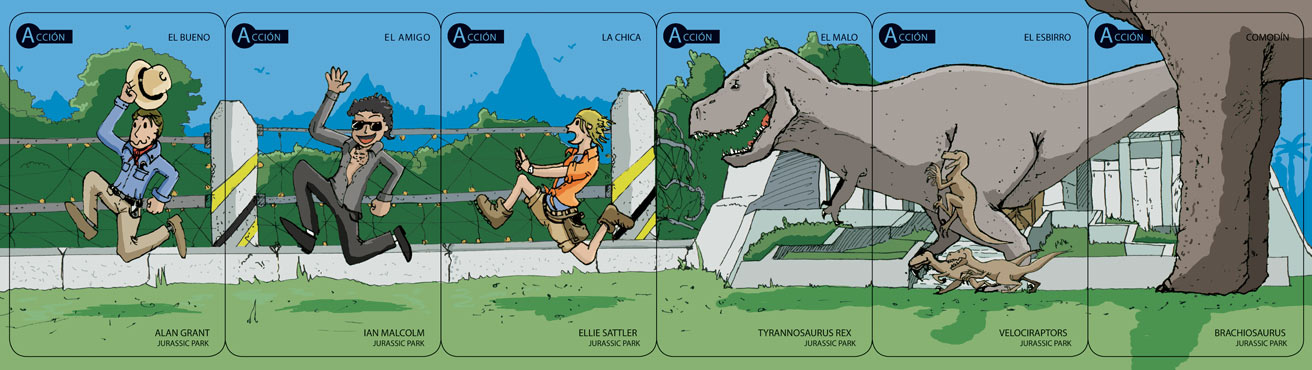 ACCIÓN
EL BUENO
ALAN GRANT
JURASSIC PARK
ACCIÓN
EL AMIGO
IAN MALCOLM
JURASSIC PARK
ACCIÓN
LA CHICA
ELLIE SATTLER
JURASSIC PARK
ACCIÓN
EL MALO
TYRANNOSAURUS REX
JURASSIC PARK
ACCIÓN
EL ESBIRRO
VELOCIRAPTORS
JURASSIC PARK
ACCIÓN
COMODÍN
BRACHIOSAURUS
JURASSIC PARK